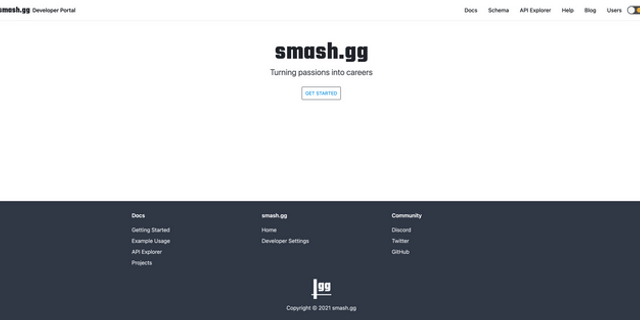 smash.gg Developer Portal
Docs Schema API Explorer Help Blog Users
smash.gg
Turning passions into careers
GET STARTED
Docs
Getting Started
Example Usage
API Explorer
Projects
smash.gg
Home
Developer Settings
Community
Discord
Twitter
GitHub
gg
Copyright © 2021 smash.gg